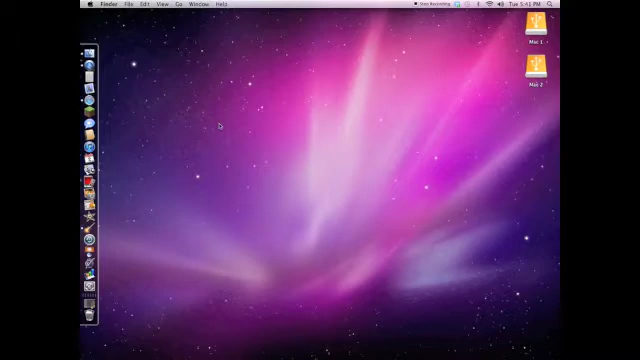 Finder File Edit View Go Window Help Stop Recording Tue 5:41 PM
Mac 1
Mac 2